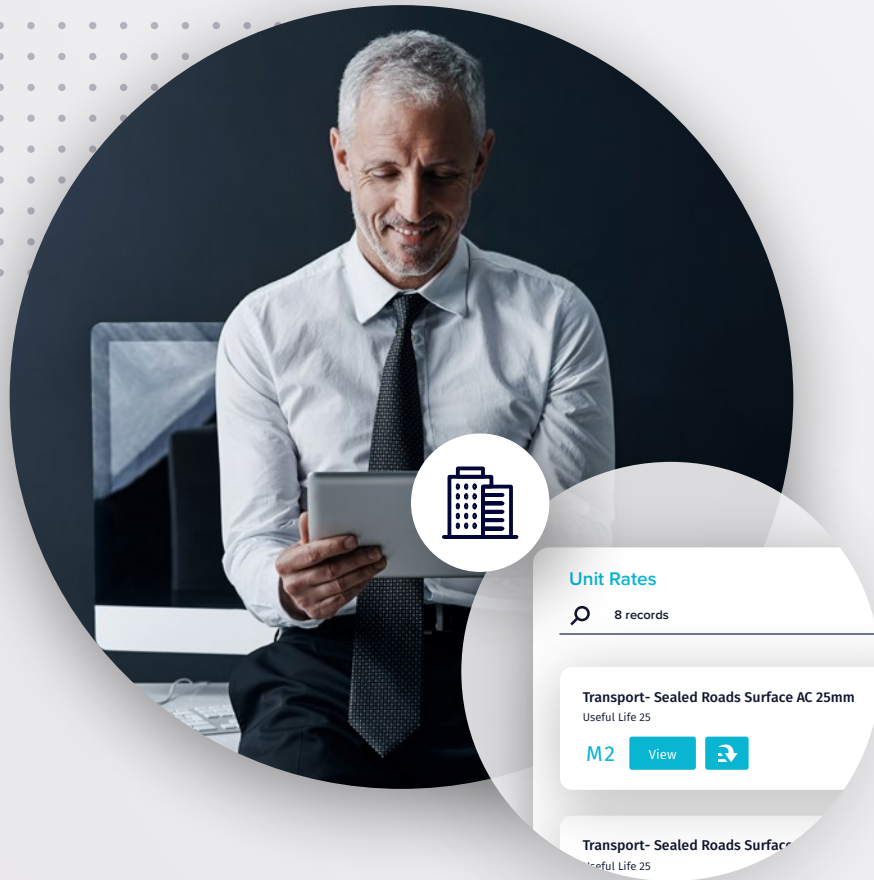 Unit Rates
8 records
Transport- Sealed Roads Surface AC 25mm
Useful Life 25
M2
View
Transport- Sealed Roads Surface
Useful Life 25